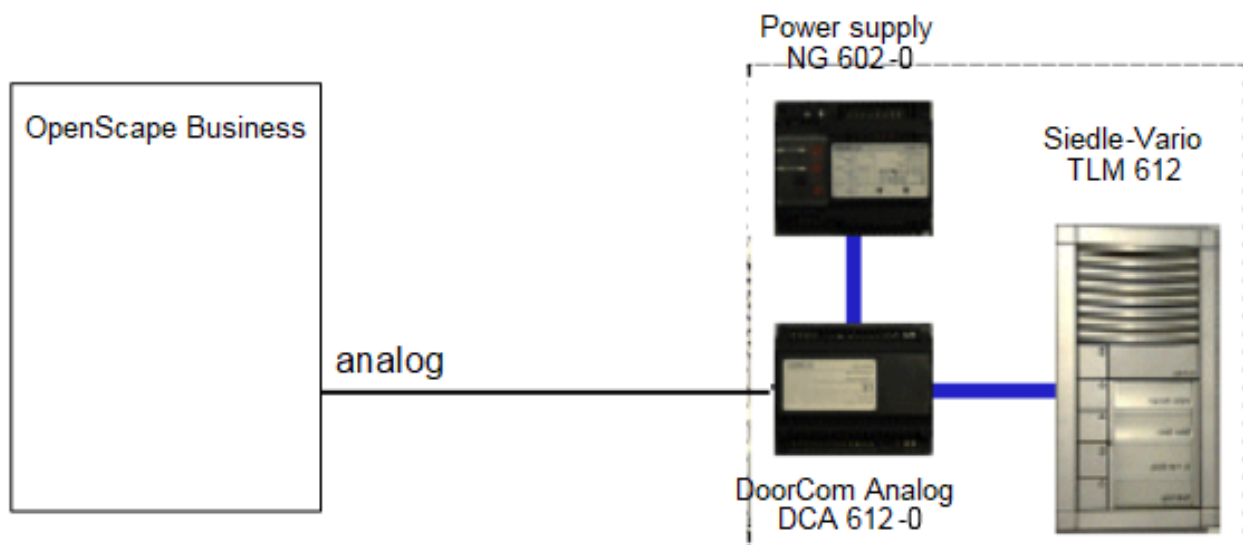 Power supply
NG 602-0
OpenScape Business
Siedle-Vario
TLM 612
analog
DoorCom Analog
DCA 612-0